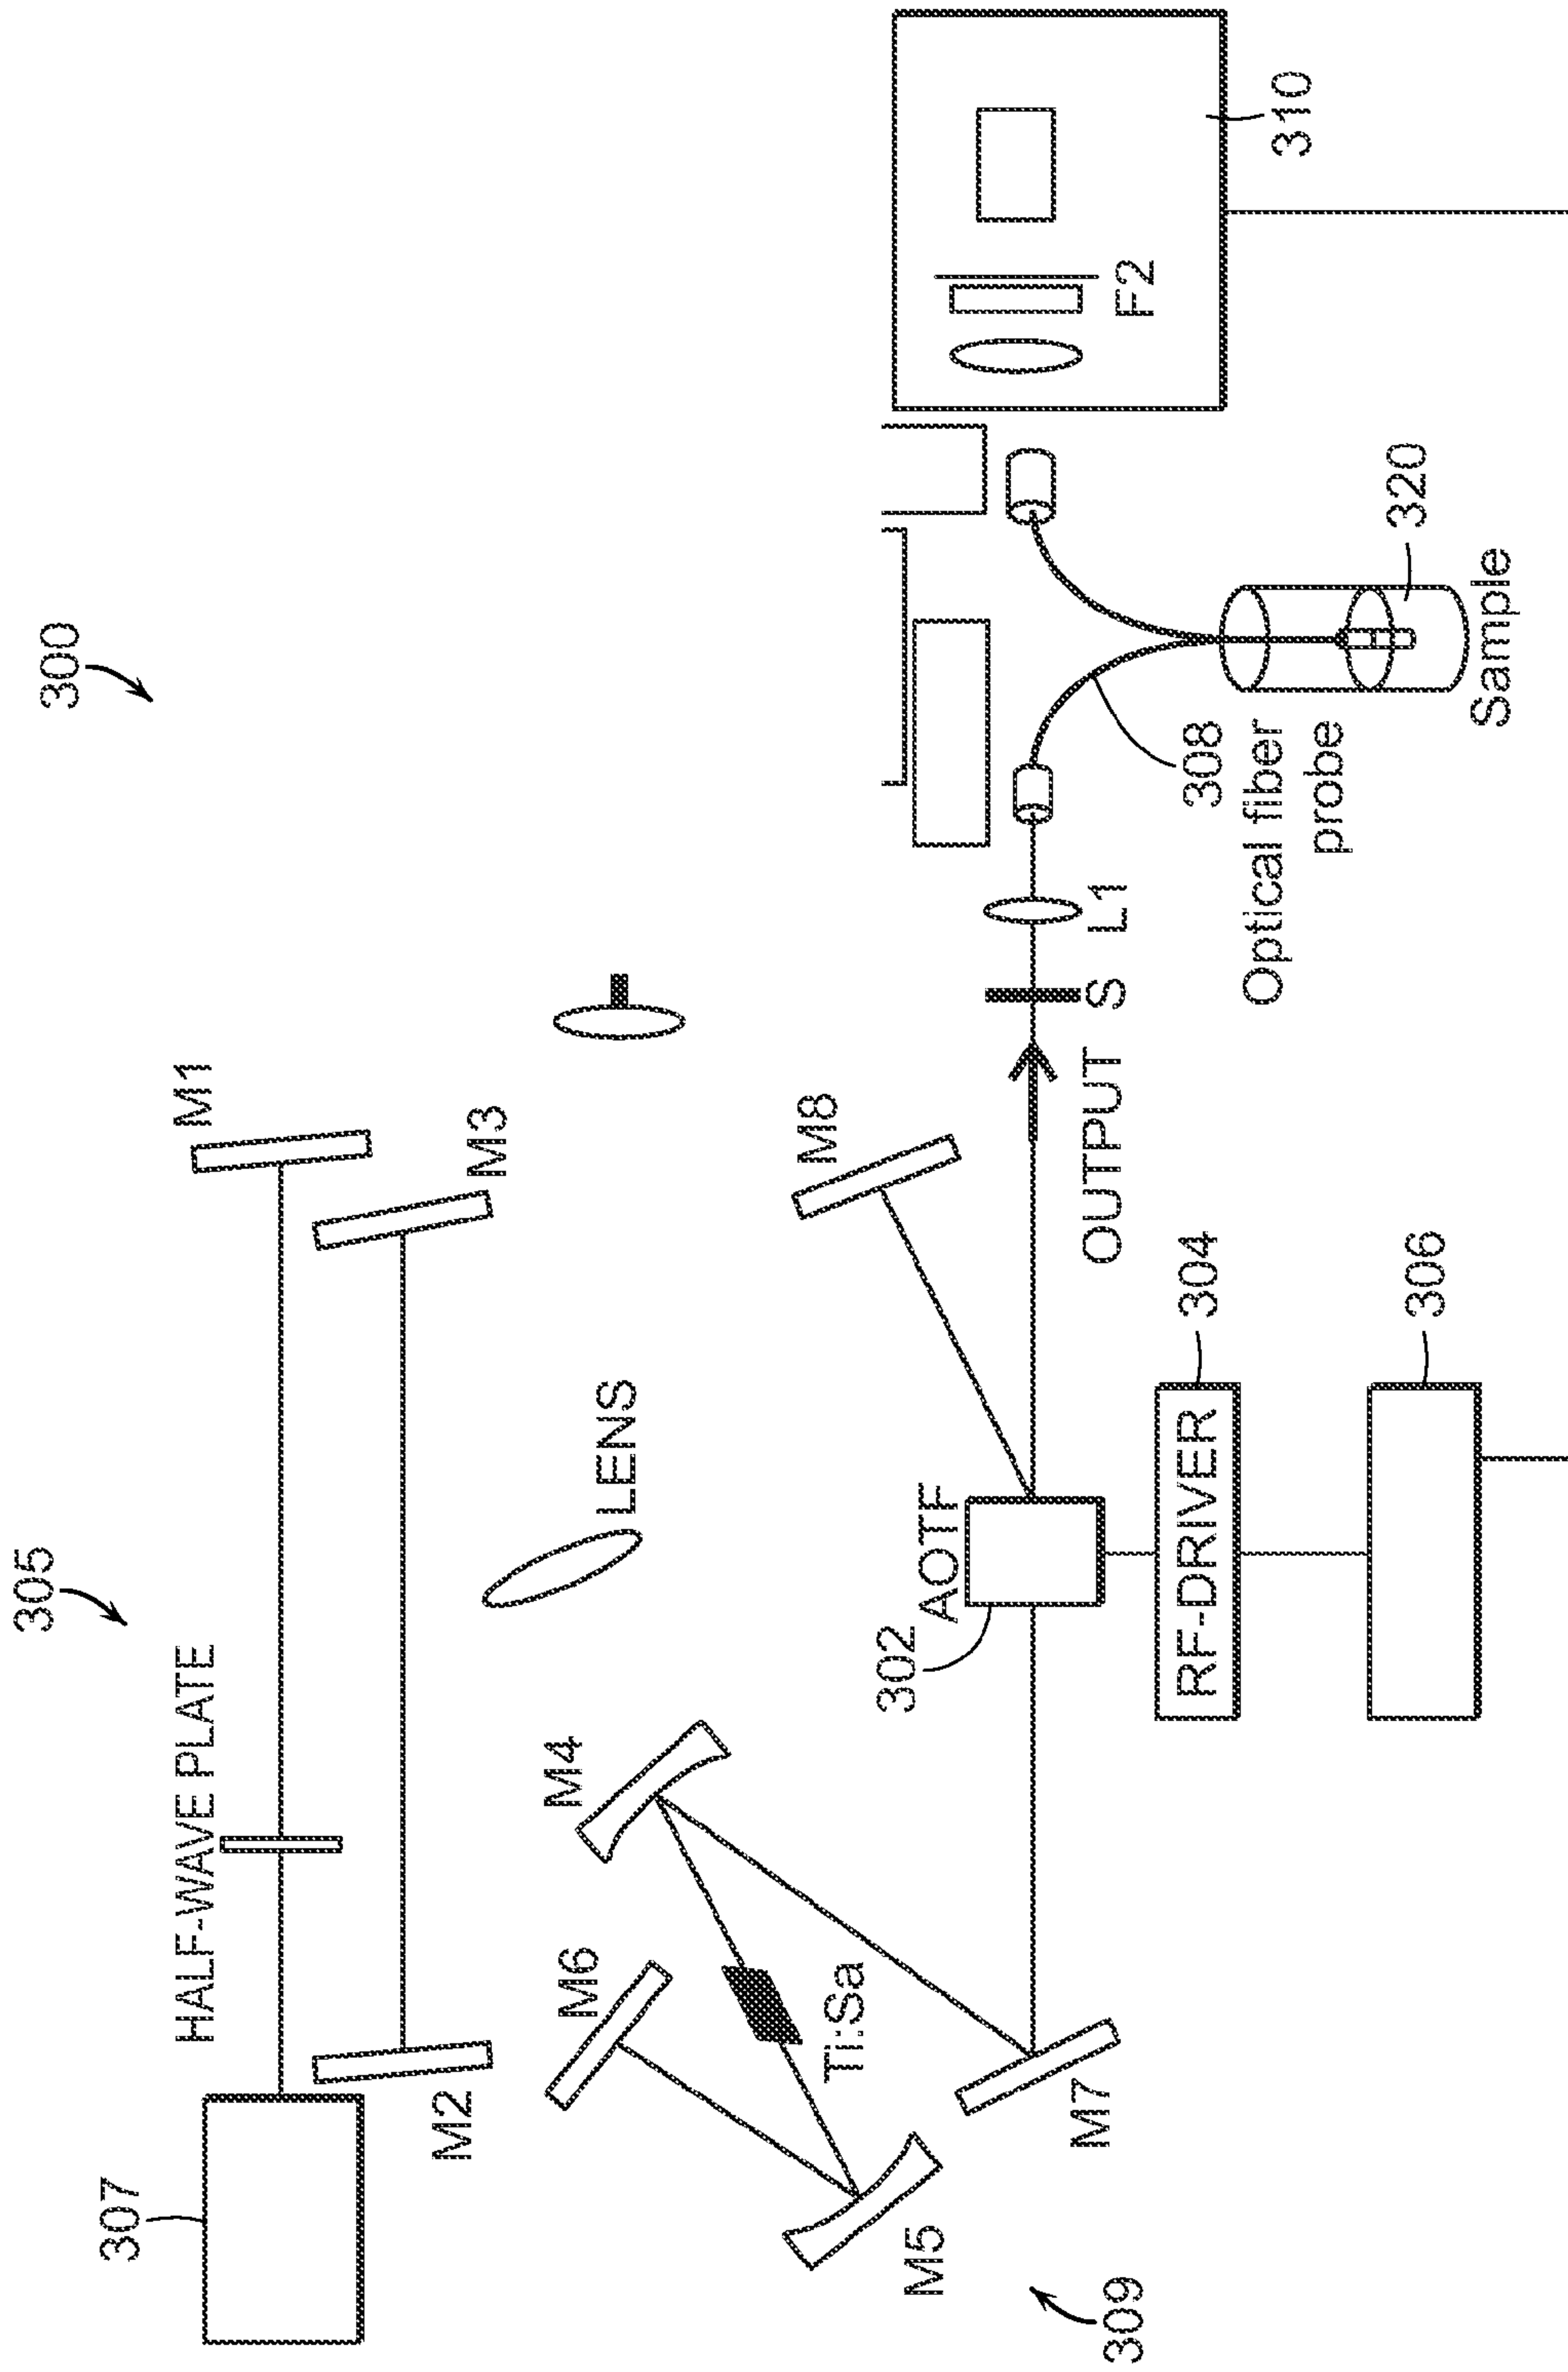 300
305
307
HALF-WAVE PLATE
M1
M2
M3
LENS
M4
M6
Ti:Sa
M5
M7
309
M8
AOTF
302
OUTPUT
S
L1
RF-DRIVER
304
306
308
Optical fiber
probe
320
Sample
F2
310